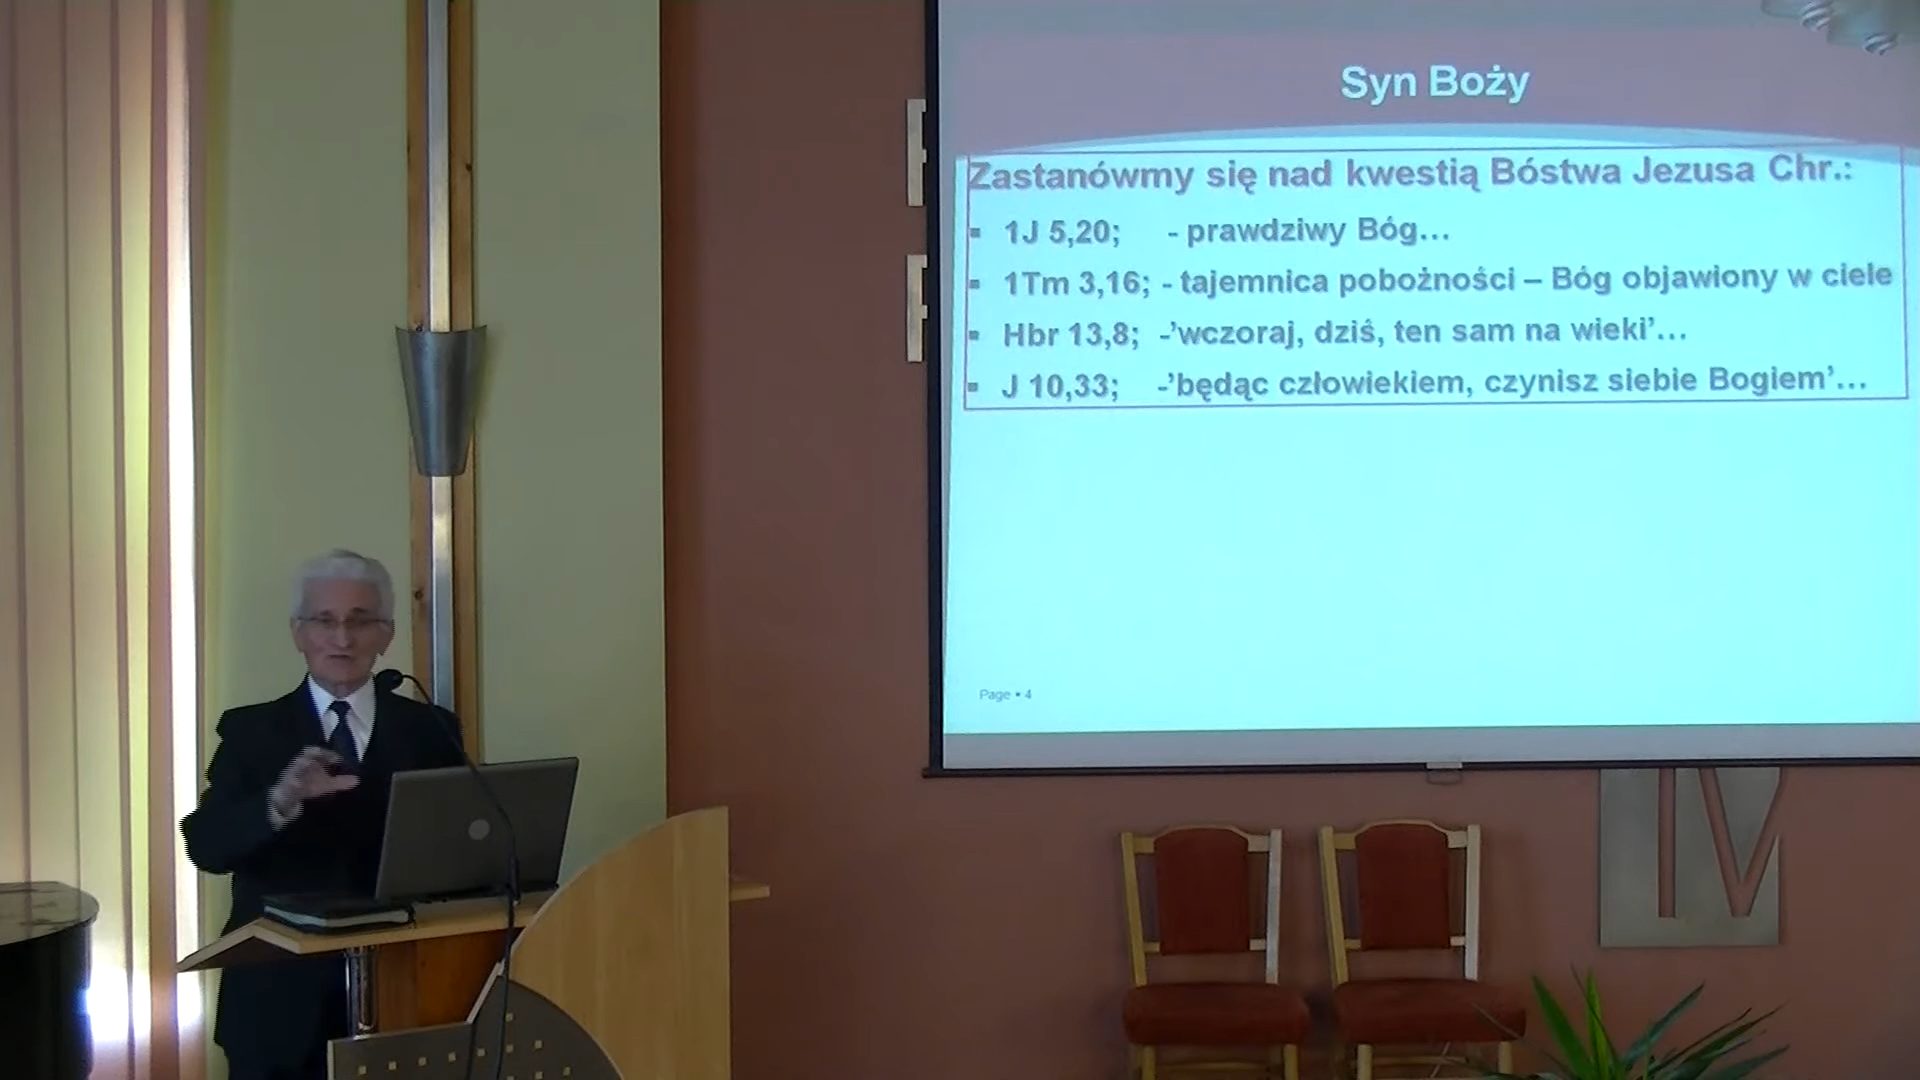 Syn Boży
Zastanówmy się nad kwestią Bóstwa Jezusa Chr.:
▪ 1J 5,20; - prawdziwy Bóg...
▪ 1Tm 3,16; - tajemnica pobożności – Bóg objawiony w ciele
▪ Hbr 13,8; -'wczoraj, dziś, ten sam na wieki'...
▪ J 10,33; -'będąc człowiekiem, czynisz siebie Bogiem'...
Page ▪ 4